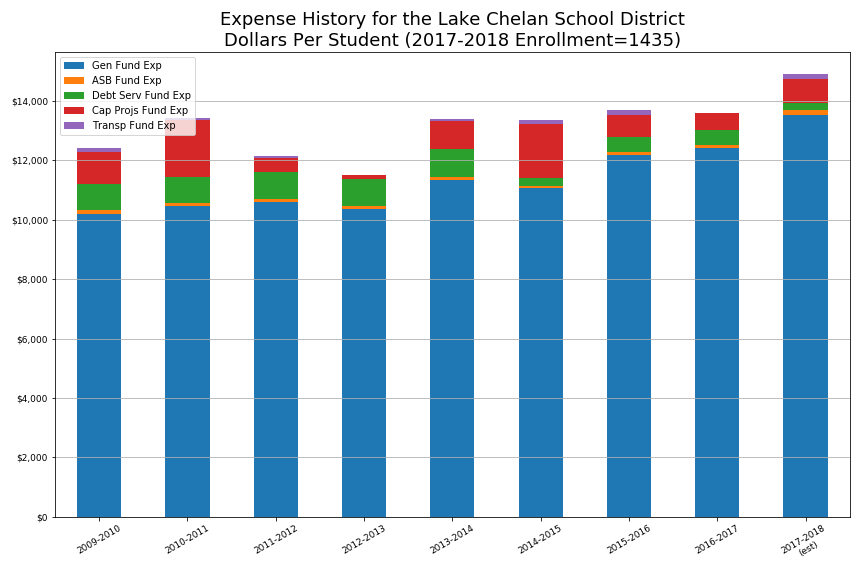 Expense History for the Lake Chelan School District
Dollars Per Student (2017-2018 Enrollment=1435)
Gen Fund Exp
ASB Fund Exp
Debt Serv Fund Exp
Cap Projs Fund Exp
Transp Fund Exp
$14,000
$12,000
$10,000
$8,000
$6,000
$4,000
$2,000
$0
2009-2010
2010-2011
2011-2012
2012-2013
2013-2014
2014-2015
2015-2016
2016-2017
2017-2018
(est)